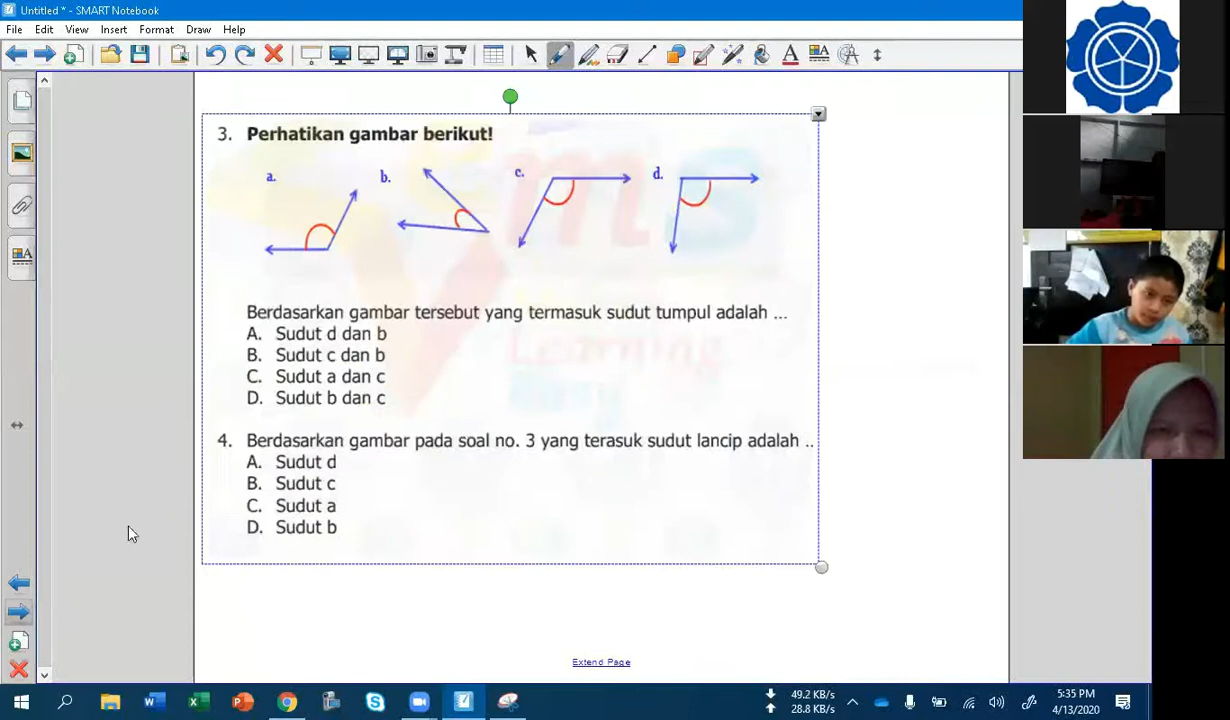 Untitled * - SMART Notebook
File Edit View Insert Format Draw Help
3. Perhatikan gambar berikut!
a. b. c. d.
Berdasarkan gambar tersebut yang termasuk sudut tumpul adalah ...
A. Sudut d dan b
B. Sudut c dan b
C. Sudut a dan c
D. Sudut b dan c
4. Berdasarkan gambar pada soal no. 3 yang terasuk sudut lancip adalah ..
A. Sudut d
B. Sudut c
C. Sudut a
D. Sudut b
Extend Page
49.2 KB/s
28.8 KB/s
5:35 PM
4/13/2020